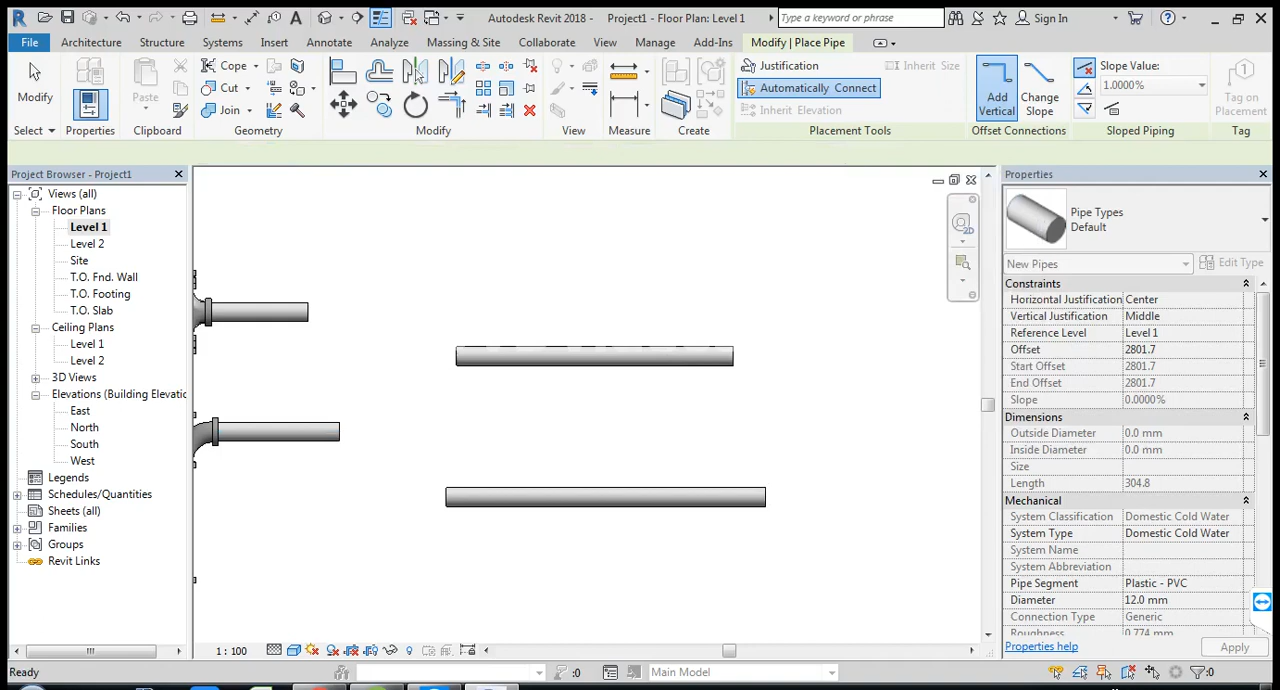 Autodesk Revit 2018 - Project1 - Floor Plan: Level 1
Type a keyword or phrase
Sign In
File Architecture Structure Systems Insert Annotate Analyze Massing & Site Collaborate View Manage Add-Ins Modify | Place Pipe
Modify
Select
Properties
Paste
Clipboard
Cope
Cut
Join
Geometry
Modify
View
Measure
Create
Justification
Automatically Connect
Inherit Elevation
Inherit Size
Placement Tools
Add Vertical
Change Slope
Offset Connections
Slope Value:
1.0000%
Sloped Piping
Tag on Placement
Tag
Project Browser - Project1
Views (all)
Floor Plans
Level 1
Level 2
Site
T.O. Fnd. Wall
T.O. Footing
T.O. Slab
Ceiling Plans
Level 1
Level 2
3D Views
Elevations (Building Elevatic
East
North
South
West
Legends
Schedules/Quantities
Sheets (all)
Families
Groups
Revit Links
2D
Properties
Pipe Types
Default
New Pipes
Edit Type
Constraints
Horizontal Justification Center
Vertical Justification Middle
Reference Level Level 1
Offset 2801.7
Start Offset 2801.7
End Offset 2801.7
Slope 0.0000%
Dimensions
Outside Diameter 0.0 mm
Inside Diameter 0.0 mm
Size
Length 304.8
Mechanical
System Classification Domestic Cold Water
System Type Domestic Cold Water
System Name
System Abbreviation
Pipe Segment Plastic - PVC
Diameter 12.0 mm
Connection Type Generic
Roughness 0.774 mm
Properties help
Apply
1 : 100
Ready
:0
Main Model
:0